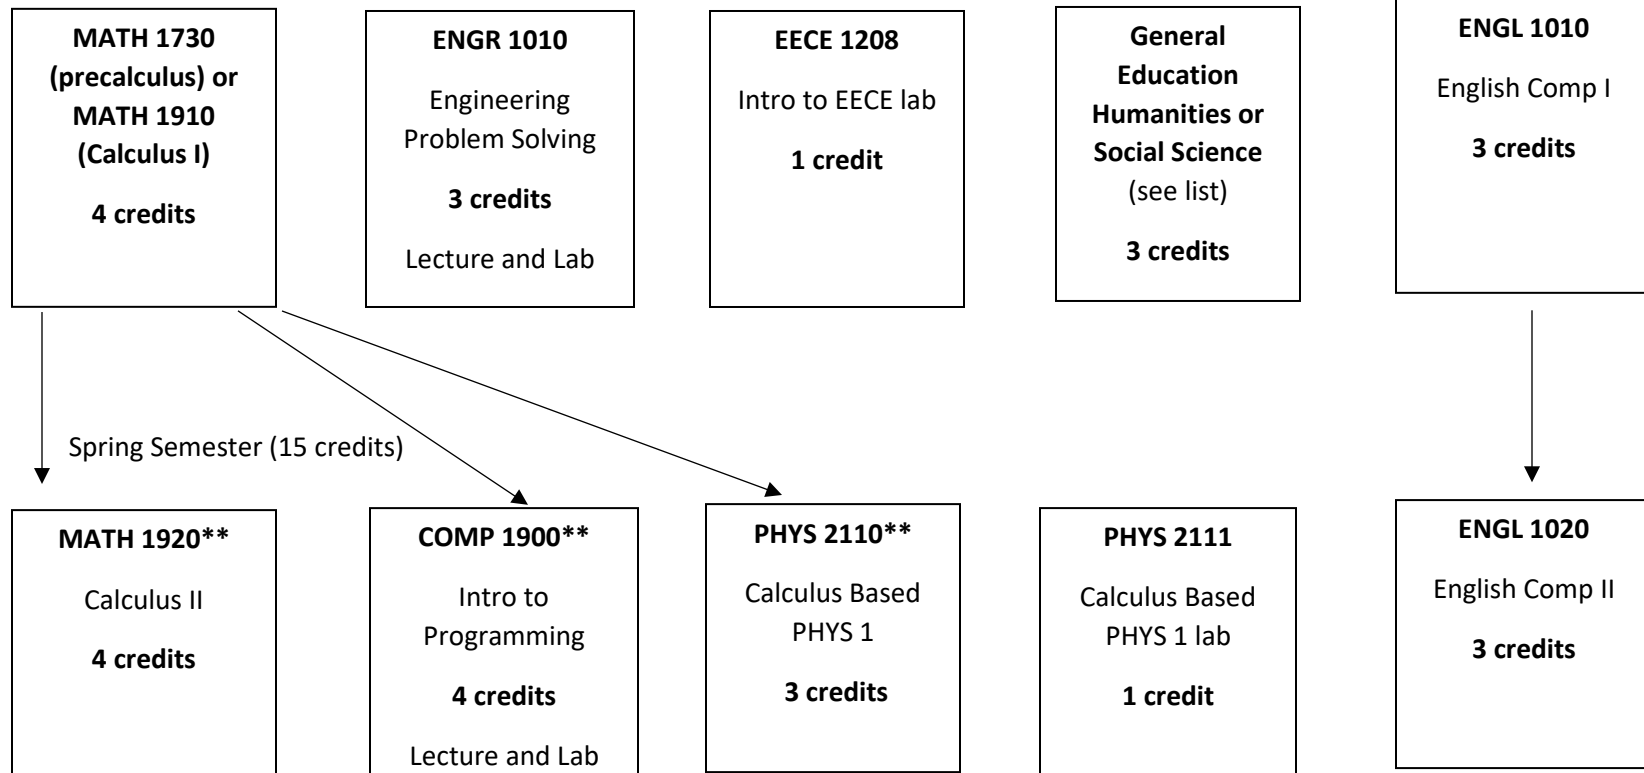 MATH 1730
(precalculus) or
MATH 1910
(Calculus I)
4 credits
ENGR 1010
Engineering
Problem Solving
3 credits
Lecture and Lab
EECE 1208
Intro to EECE lab
1 credit
General
Education
Humanities or
Social Science
(see list)
3 credits
ENGL 1010
English Comp I
3 credits
Spring Semester (15 credits)
MATH 1920**
Calculus II
4 credits
COMP 1900**
Intro to
Programming
4 credits
Lecture and Lab
PHYS 2110**
Calculus Based
PHYS 1
3 credits
PHYS 2111
Calculus Based
PHYS 1 lab
1 credit
ENGL 1020
English Comp II
3 credits